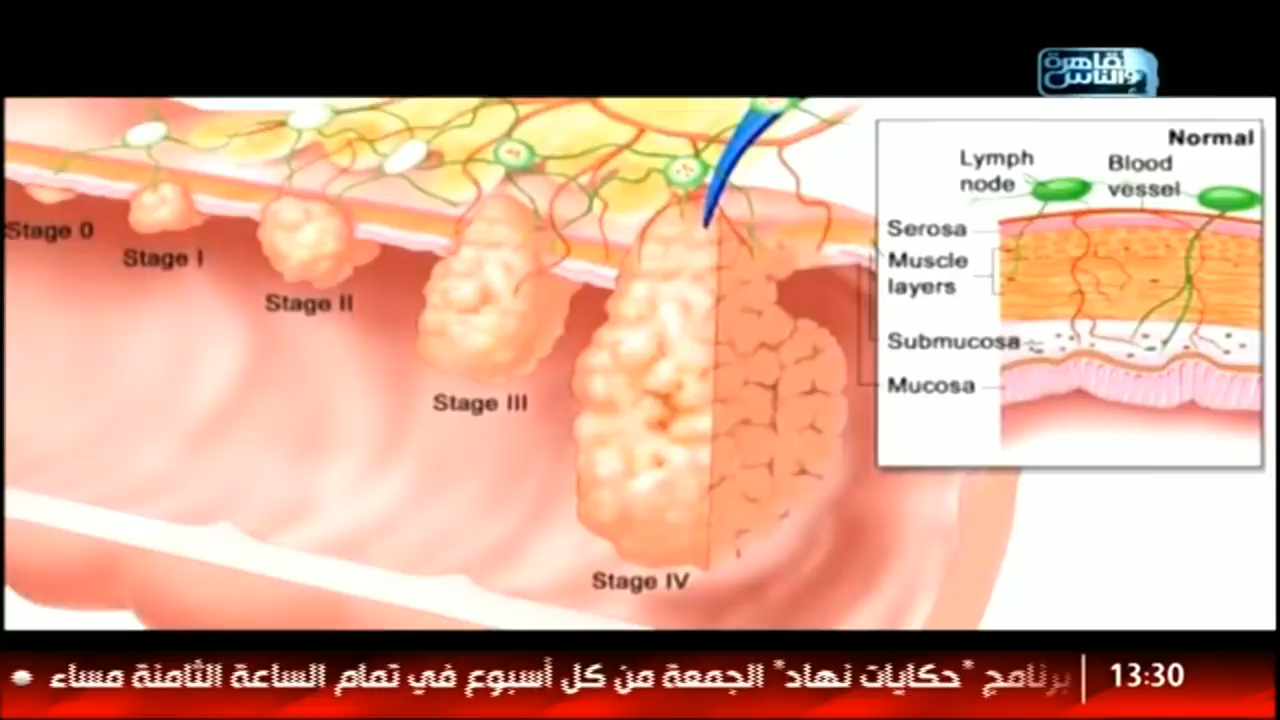 القاهرة
والناس
Normal
Lymph
node
Blood
vessel
Serosa
Muscle
layers
Submucosa
Mucosa
Stage 0
Stage I
Stage II
Stage III
Stage IV
برنامج "حكايات نهاد" الجمعة من كل أسبوع في تمام الساعة الثامنة مساء
13:30